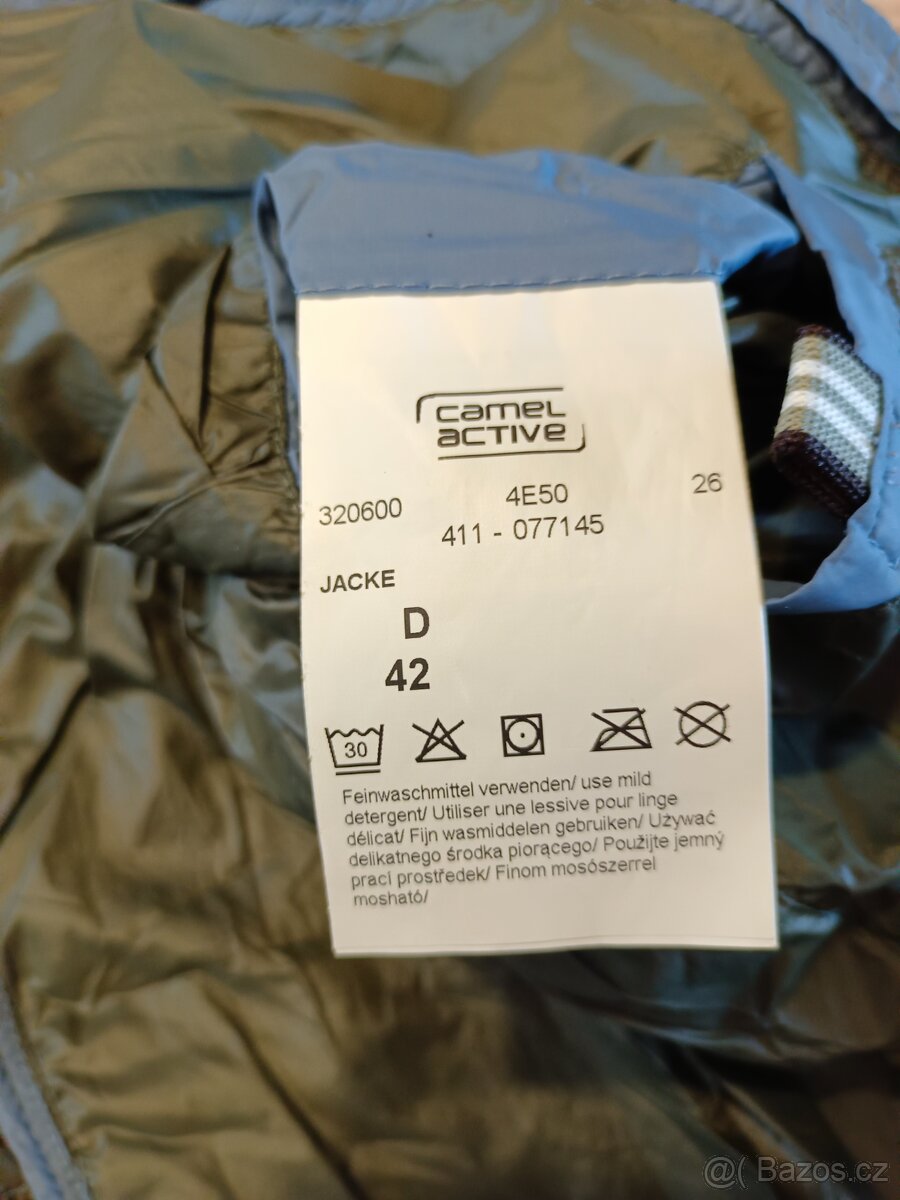 camel
active
320600 4E50 26
411 - 077145
JACKE
D
42
30
Feinwaschmittel verwenden/ use mild
detergent/ Utiliser une lessive pour linge
délicat/ Fijn wasmiddelen gebruiken/ Używać
delikatnego środka piorącego/ Použijte jemný
prací prostředek/ Finom mosószerrel
mosható/
@( Bazos.cz